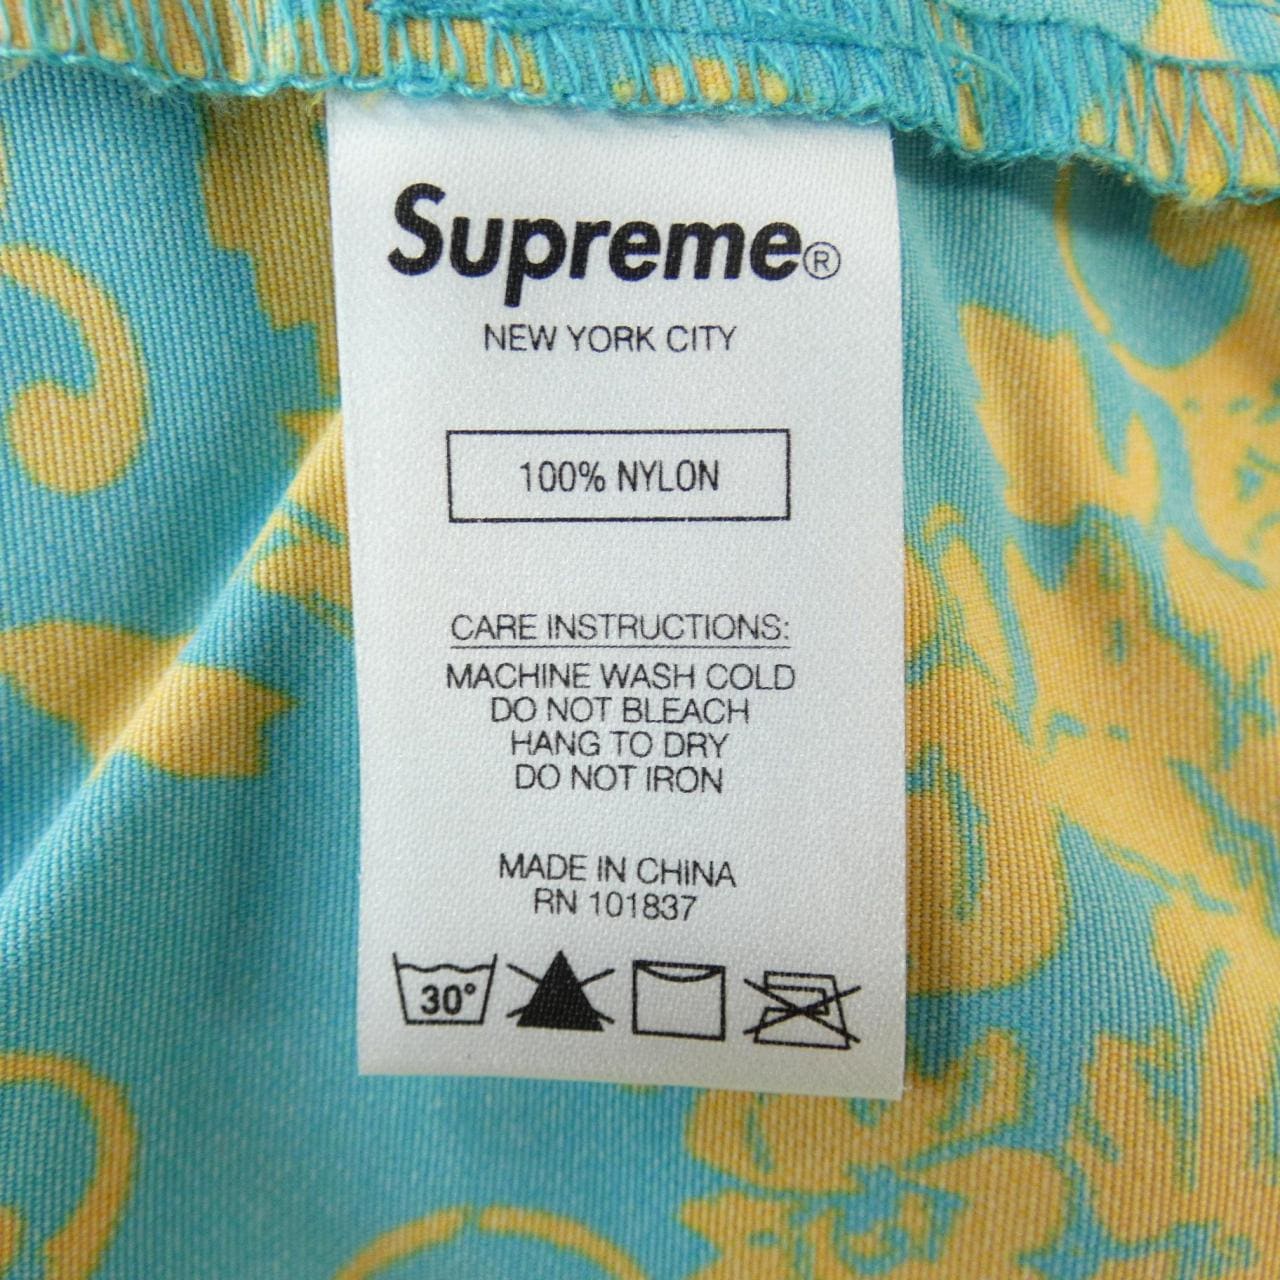 Supreme®
NEW YORK CITY
100% NYLON
CARE INSTRUCTIONS:
MACHINE WASH COLD
DO NOT BLEACH
HANG TO DRY
DO NOT IRON
MADE IN CHINA
RN 101837
30°